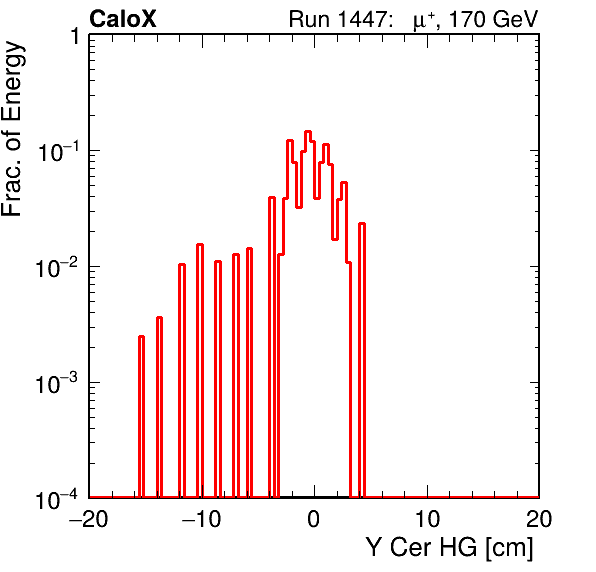 CaloX Run 1447: μ⁺, 170 GeV
Frac. of Energy
1
10⁻¹
10⁻²
10⁻³
10⁻⁴
−20 −10 0 10 20
Y Cer HG [cm]